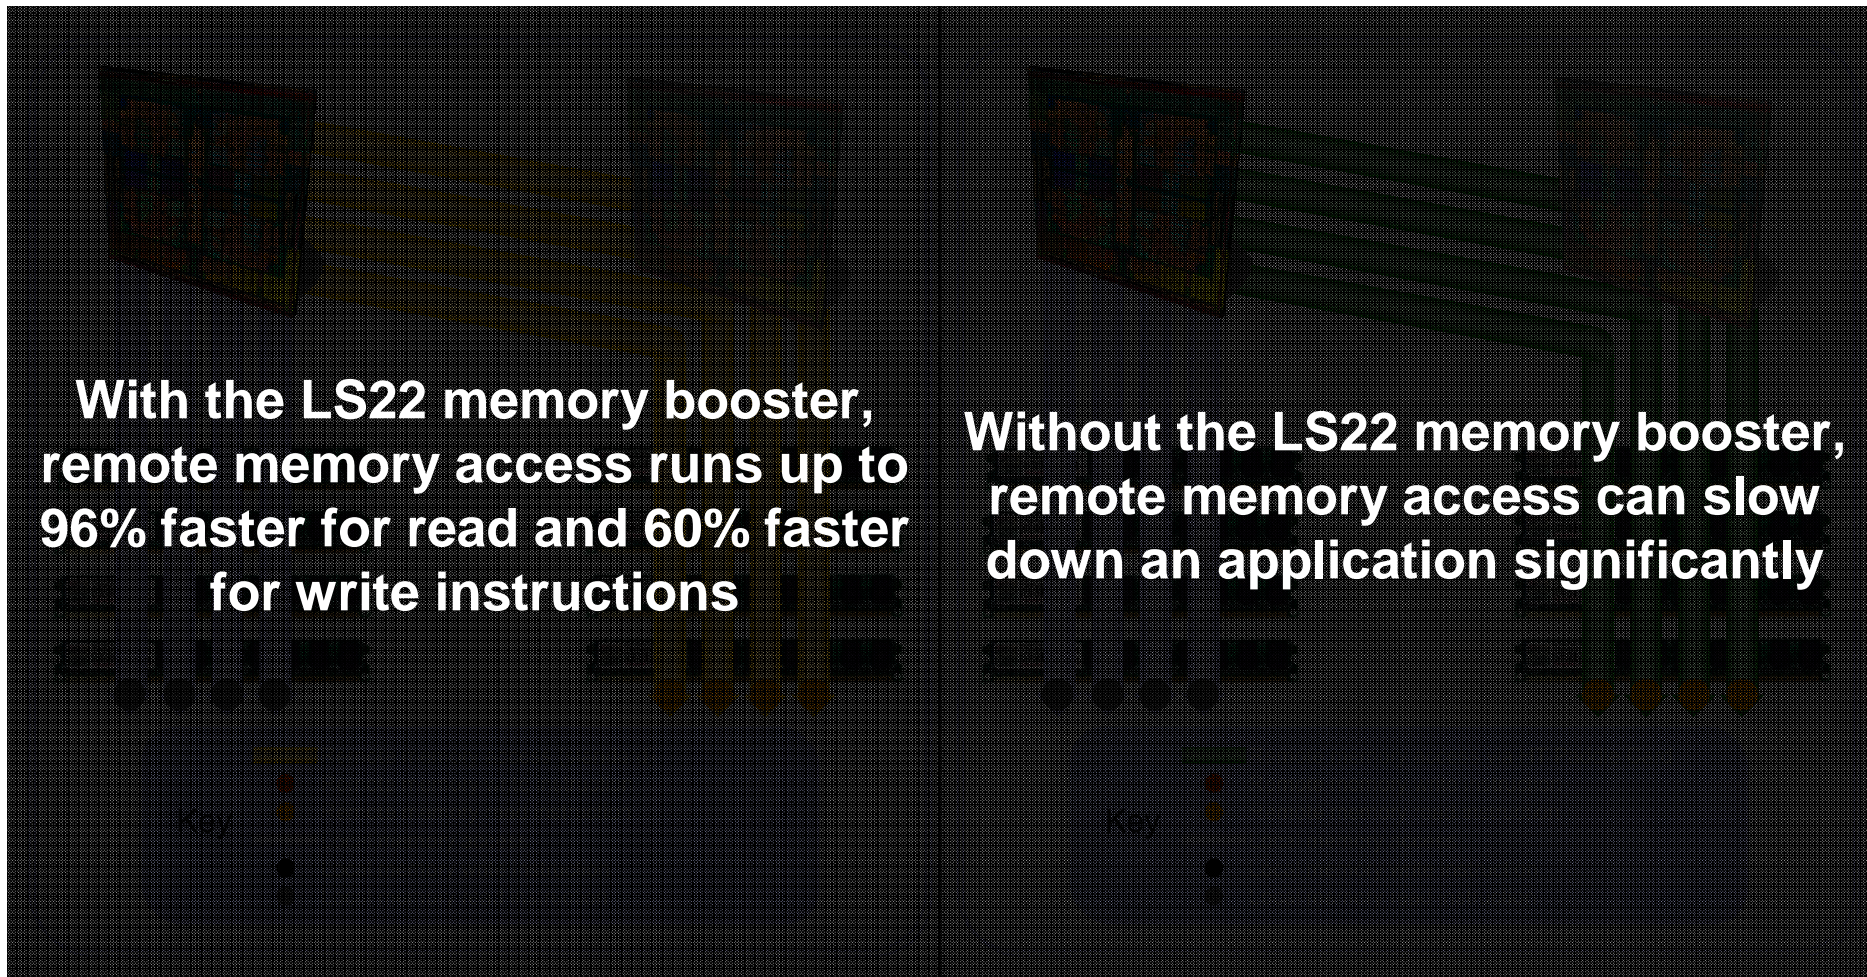 With the LS22 memory booster,
remote memory access runs up to
96% faster for read and 60% faster
for write instructions
Without the LS22 memory booster,
remote memory access can slow
down an application significantly
Key
Key